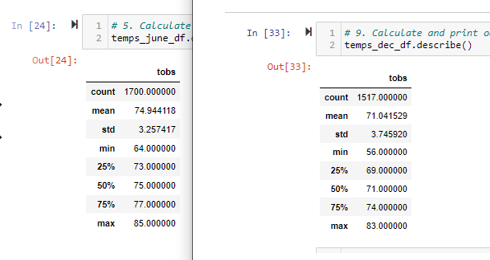 In [24]:
1 # 5. Calculate
2 temps_june_df.
Out[24]:
tobs
count 1700.000000
mean 74.944118
std 3.257417
min 64.000000
25% 73.000000
50% 75.000000
75% 77.000000
max 85.000000
In [33]:
1 # 9. Calculate and print o
2 temps_dec_df.describe()
Out[33]:
tobs
count 1517.000000
mean 71.041529
std 3.745920
min 56.000000
25% 69.000000
50% 71.000000
75% 74.000000
max 83.000000